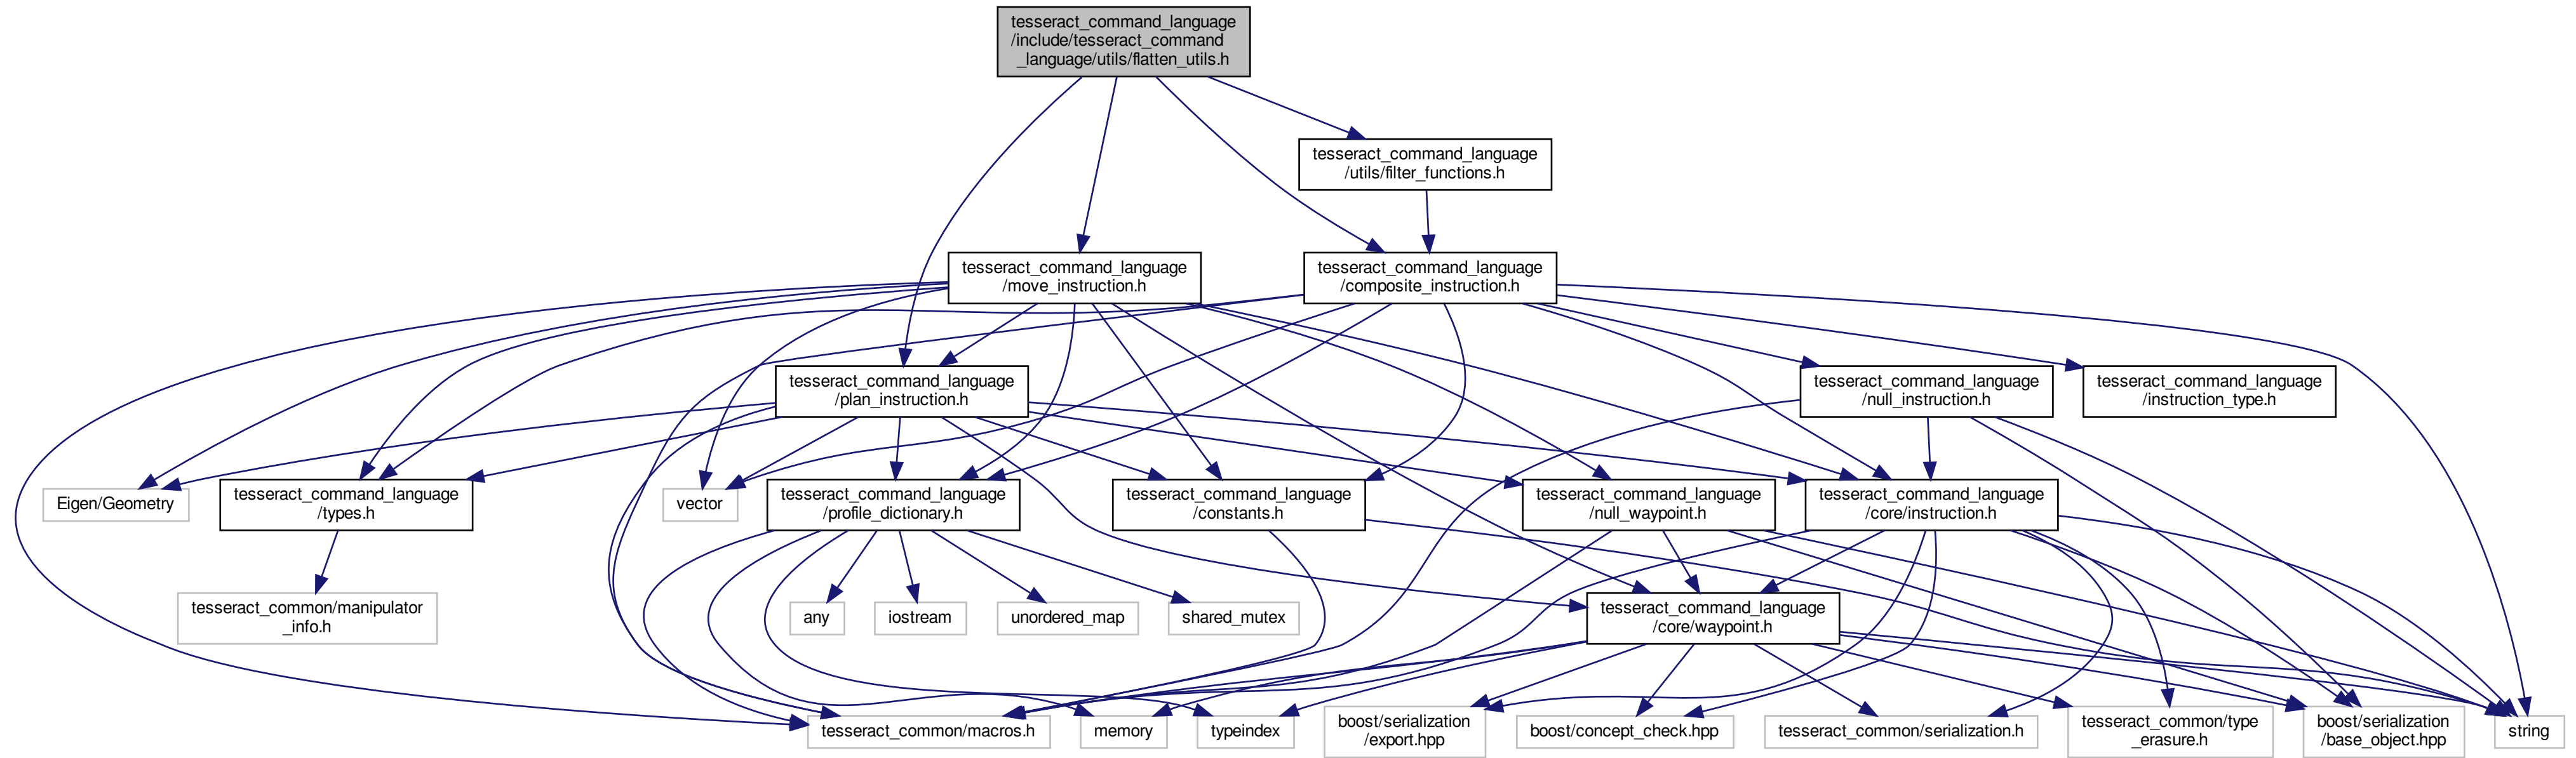 tesseract_command_language
/include/tesseract_command
_language/utils/flatten_utils.h
tesseract_command_language
/utils/filter_functions.h
tesseract_command_language
/move_instruction.h
tesseract_command_language
/composite_instruction.h
tesseract_command_language
/plan_instruction.h
tesseract_command_language
/null_instruction.h
tesseract_command_language
/instruction_type.h
Eigen/Geometry
tesseract_command_language
/types.h
vector
tesseract_command_language
/profile_dictionary.h
tesseract_command_language
/constants.h
tesseract_command_language
/null_waypoint.h
tesseract_command_language
/core/instruction.h
tesseract_common/manipulator
_info.h
any
iostream
unordered_map
shared_mutex
tesseract_command_language
/core/waypoint.h
tesseract_common/macros.h
memory
typeindex
boost/serialization
/export.hpp
boost/concept_check.hpp
tesseract_common/serialization.h
tesseract_common/type
_erasure.h
boost/serialization
/base_object.hpp
string